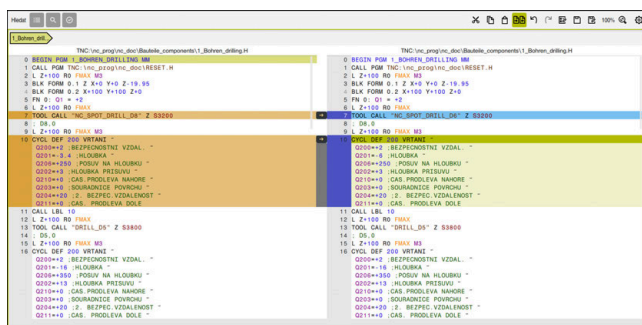 Hledat
100%
1_Bohren_drill..
TNC:\nc_prog\nc_doc\Bauteile_components\1_Bohren_drilling.H
0 BEGIN PGM 1_BOHREN_DRILLING MM
1 CALL PGM TNC:\nc_prog\nc_doc\RESET.H
2 L Z+100 R0 FMAX M3
3 BLK FORM 0.1 Z X+0 Y+0 Z-19.95
4 BLK FORM 0.2 X+100 Y+100 Z+0
5 FN 0: Q1 = +2
6 L Z+100 R0 FMAX
7 TOOL CALL "NC_SPOT_DRILL_D8" Z S3200
8 ; D8,0
9 L Z+100 R0 FMAX M3
10 CYCL DEF 200 VRTANI ~
Q200=+2 ;BEZPECNOSTNI VZDAL. ~
Q201=-3.4 ;HLOUBKA ~
Q206=+250 ;POSUV NA HLOUBKU ~
Q202=+3 ;HLOUBKA PRISUVU ~
Q210=+0 ;CAS.PRODLEVA NAHORE ~
Q203=+0 ;SOURADNICE POVRCHU ~
Q204=+20 ;2. BEZPEC.VZDALENOST ~
Q211=+0 ;CAS. PRODLEVA DOLE
11 CALL LBL 10
12 L Z+100 R0 FMAX
13 TOOL CALL "DRILL_D5" Z S3800
14 ; D5,0
15 L Z+100 R0 FMAX M3
16 CYCL DEF 200 VRTANI ~
Q200=+2 ;BEZPECNOSTNI VZDAL. ~
Q201=-16 ;HLOUBKA ~
Q206=+350 ;POSUV NA HLOUBKU ~
Q202=+13 ;HLOUBKA PRISUVU ~
Q210=+0 ;CAS.PRODLEVA NAHORE ~
Q203=+0 ;SOURADNICE POVRCHU ~
Q204=+20 ;2. BEZPEC.VZDALENOST ~
Q211=+0 ;CAS. PRODLEVA DOLE ~
TNC:\nc_prog\nc_doc\Bauteile_components\1_Bohren_drilling.H
0 BEGIN PGM 1_BOHREN_DRILLING MM
1 CALL PGM TNC:\nc_prog\nc_doc\RESET.H
2 L Z+100 R0 FMAX M3
3 BLK FORM 0.1 Z X+0 Y+0 Z-19.95
4 BLK FORM 0.2 X+100 Y+100 Z+0
5 FN 0: Q1 = +2
6 L Z+100 R0 FMAX
7 TOOL CALL "NC_SPOT_DRILL_D6" Z S3200
8 ; D6,0
9 L Z+100 R0 FMAX M3
10 CYCL DEF 200 VRTANI ~
Q200=+2 ;BEZPECNOSTNI VZDAL. ~
Q201=-6 ;HLOUBKA ~
Q206=+250 ;POSUV NA HLOUBKU ~
Q202=+3 ;HLOUBKA PRISUVU ~
Q210=+0 ;CAS.PRODLEVA NAHORE ~
Q203=+0 ;SOURADNICE POVRCHU ~
Q204=+20 ;2. BEZPEC.VZDALENOST ~
Q211=+0 ;CAS. PRODLEVA DOLE
11 CALL LBL 10
12 L Z+100 R0 FMAX
13 TOOL CALL "DRILL_D5" Z S3800
14 ; D5,0
15 L Z+100 R0 FMAX M3
16 CYCL DEF 200 VRTANI ~
Q200=+2 ;BEZPECNOSTNI VZDAL. ~
Q201=-16 ;HLOUBKA ~
Q206=+350 ;POSUV NA HLOUBKU ~
Q202=+13 ;HLOUBKA PRISUVU ~
Q210=+0 ;CAS.PRODLEVA NAHORE ~
Q203=+0 ;SOURADNICE POVRCHU ~
Q204=+20 ;2. BEZPEC.VZDALENOST ~
Q211=+0 ;CAS. PRODLEVA DOLE ~